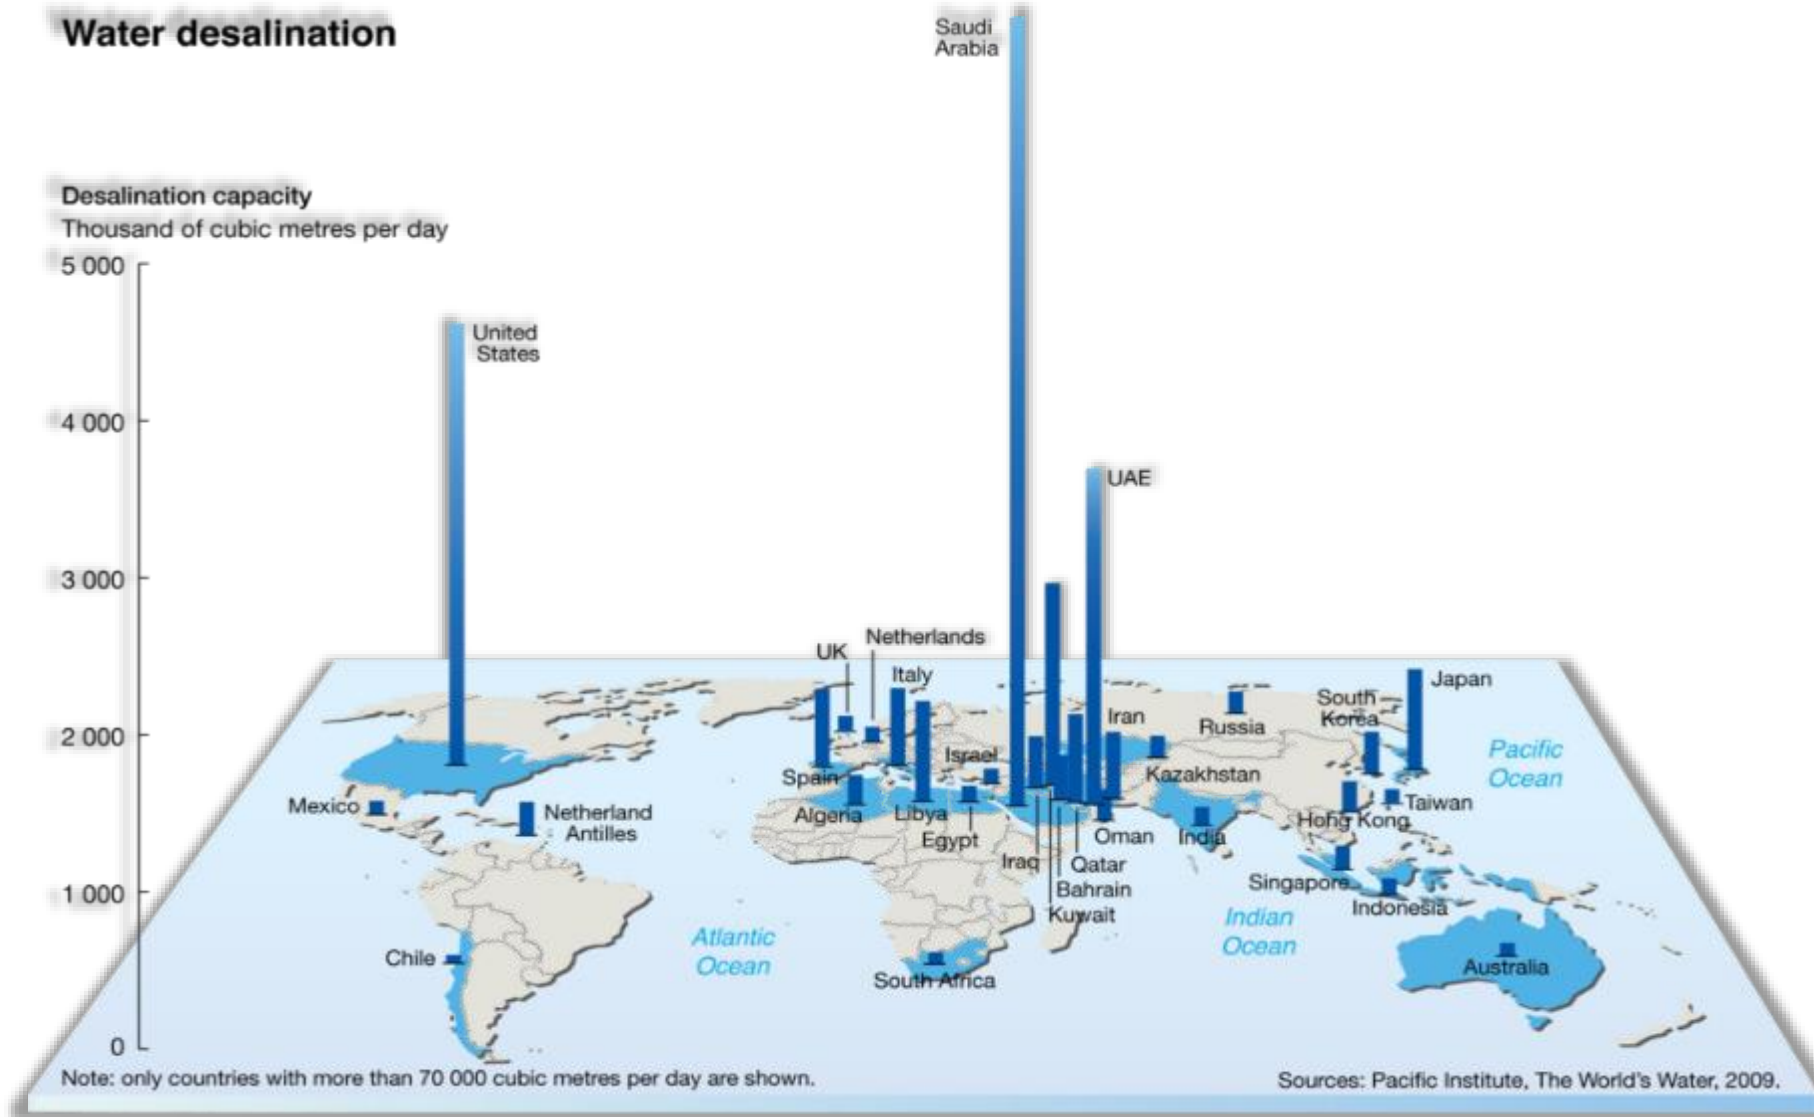 Water desalination
Saudi
Arabia
Desalination capacity
Thousand of cubic metres per day
5 000
4 000
3 000
2 000
1 000
0
United
States
UAE
UK
Netherlands
Italy
Spain
Algeria
Libya
Israel
Egypt
Iraq
Kuwait
Bahrain
Qatar
Oman
Iran
Kazakhstan
Russia
South
Korea
Japan
Pacific
Ocean
Taiwan
Hong Kong
India
Singapore
Indonesia
Mexico
Netherland
Antilles
Chile
Atlantic
Ocean
South Africa
Indian
Ocean
Australia
Note: only countries with more than 70 000 cubic metres per day are shown.
Sources: Pacific Institute, The World's Water, 2009.